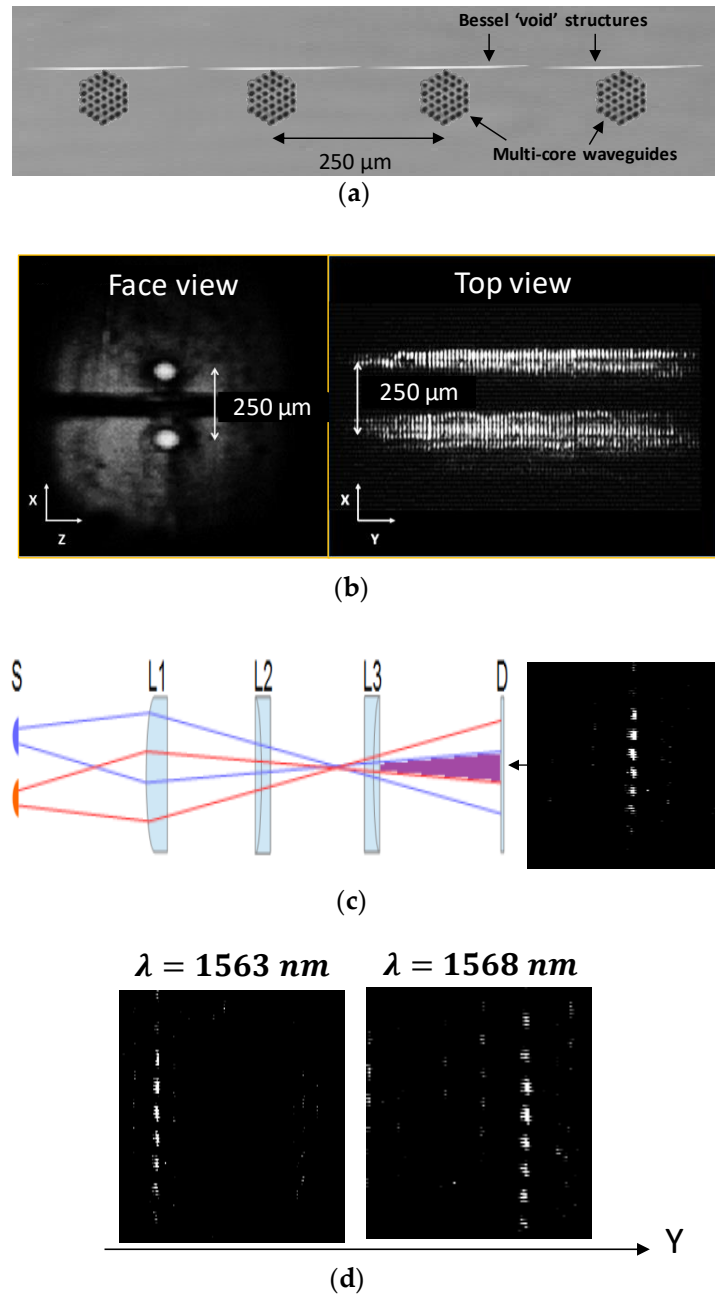 Bessel ‘void’ structures
250 μm
Multi-core waveguides
(a)
Face view
Top view
250 μm
250 μm
X
Z
X
Y
(b)
S L1 L2 L3 D
(c)
λ = 1563 nm
λ = 1568 nm
Y
(d)